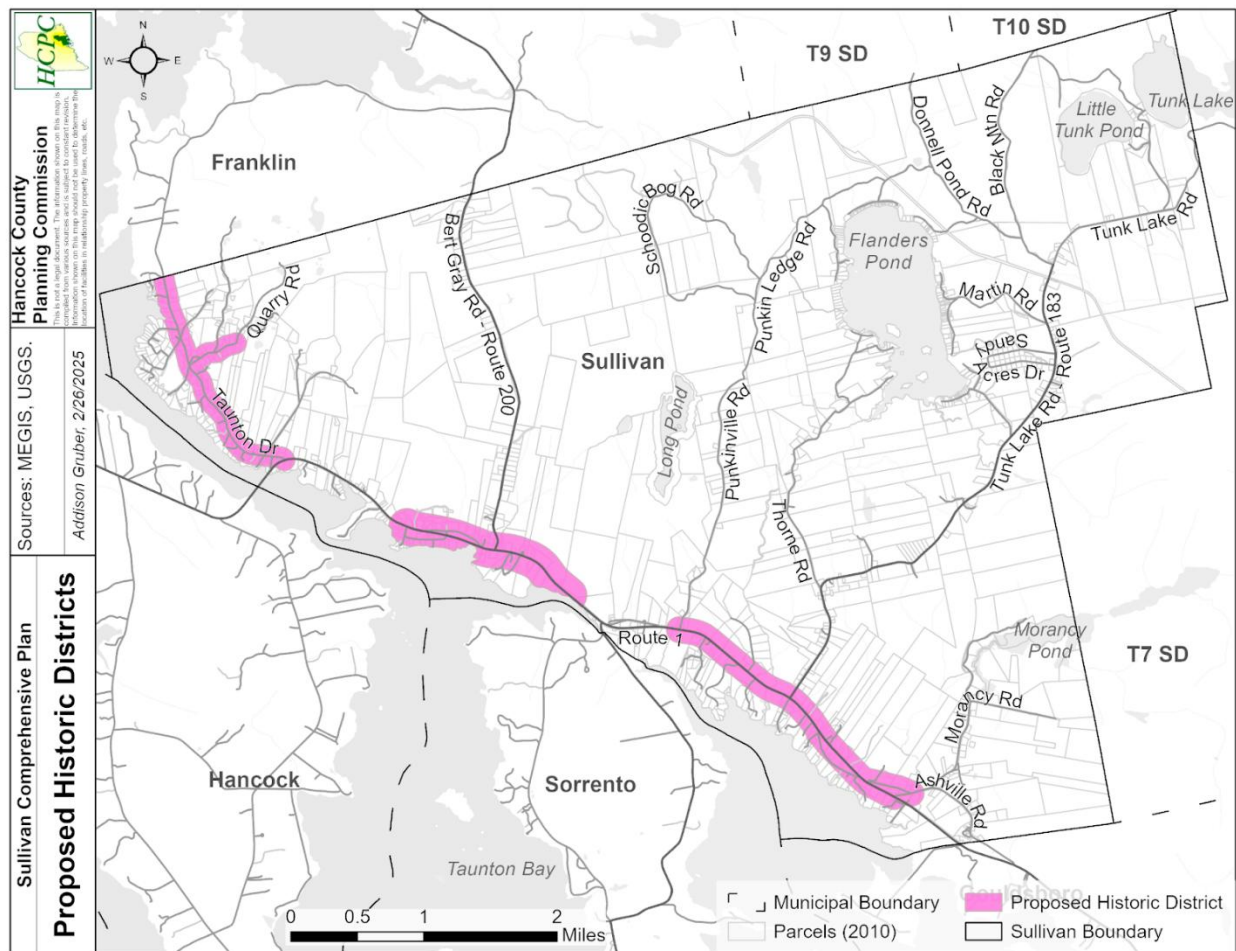 HCPC
Hancock County
Planning Commission
This is not a legal document. The information shown on this map is
compiled from various sources and is subject to constant revision.
Information shown on this map should not be used to determine the
location of facilities in relationship property lines, roads, etc.
Sources: MEGIS, USGS.
Addison Gruber, 2/26/2025
Sullivan Comprehensive Plan
Proposed Historic Districts
N
W
E
S
T10 SD
T9 SD
Franklin
Tunk Lake
Little
Tunk Pond
Donnell Pond Rd
Black Mtn Rd
Schoodic Bog Rd
Bert Gray Rd - Route 200
Flanders
Pond
Tunk Lake Rd
Punkin Ledge Rd
Quarry Rd
Martin Rd
Sullivan
Sandy
Acres Dr
Tunk Lake Rd - Route 183
Taunton Dr
Long Pond
Punkinville Rd
Thorne Rd
Route 1
Morancy
Pond
T7 SD
Morancy Rd
Hancock
Sorrento
Ashville Rd
Taunton Bay
Gouldsboro
0 0.5 1 2
Miles
Municipal Boundary
Proposed Historic District
Parcels (2010)
Sullivan Boundary